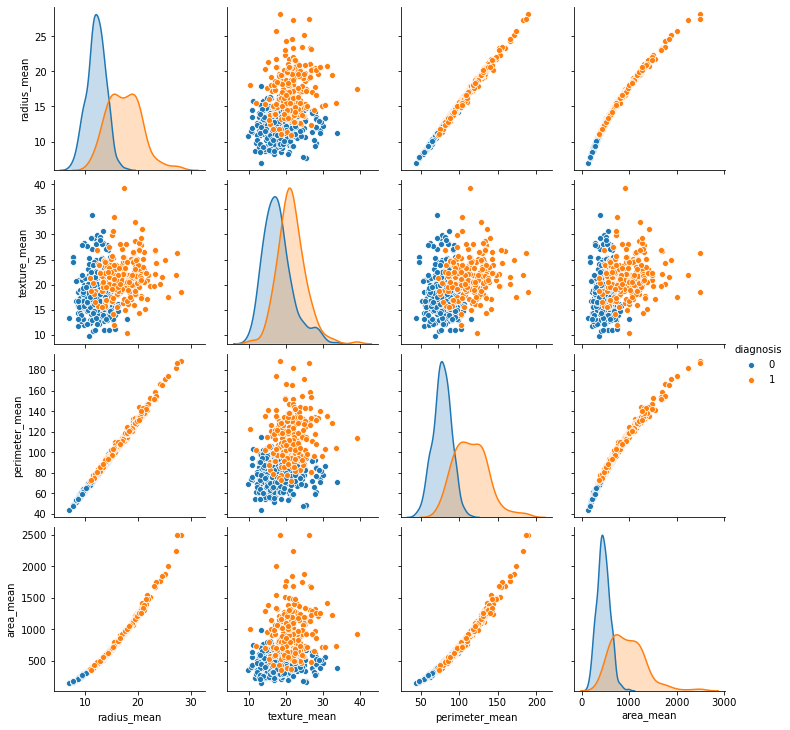 radius_mean
25
20
15
10
texture_mean
40
35
30
25
20
15
10
diagnosis
0
1
perimeter_mean
180
160
140
120
100
80
60
40
area_mean
2500
2000
1500
1000
500
10 20 30
10 20 30 40
50 100 150 200
0 1000 2000 3000
radius_mean texture_mean perimeter_mean area_mean